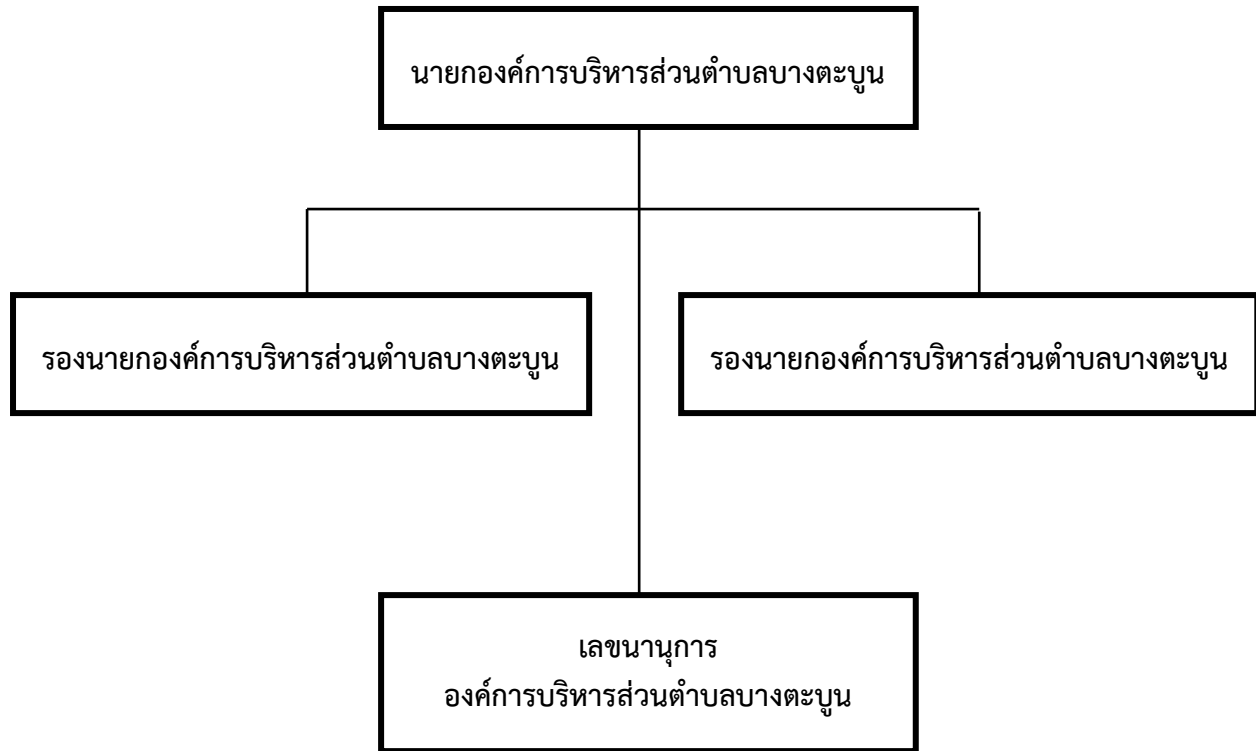 นายกองค์การบริหารส่วนตำบลบางตะบูน
รองนายกองค์การบริหารส่วนตำบลบางตะบูน
รองนายกองค์การบริหารส่วนตำบลบางตะบูน
เลขนานุการ
องค์การบริหารส่วนตำบลบางตะบูน